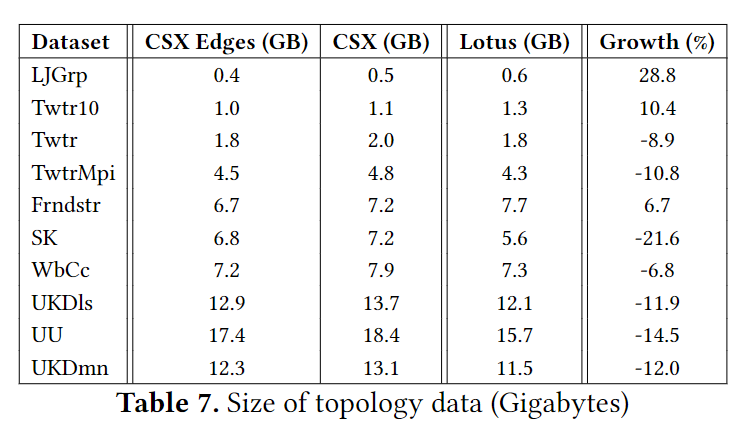 Dataset CSX Edges (GB) CSX (GB) Lotus (GB) Growth (%)
LJGrp 0.4 0.5 0.6 28.8
Twtr10 1.0 1.1 1.3 10.4
Twtr 1.8 2.0 1.8 -8.9
TwtrMpi 4.5 4.8 4.3 -10.8
Frndstr 6.7 7.2 7.7 6.7
SK 6.8 7.2 5.6 -21.6
WbCc 7.2 7.9 7.3 -6.8
UKDls 12.9 13.7 12.1 -11.9
UU 17.4 18.4 15.7 -14.5
UKDmn 12.3 13.1 11.5 -12.0
Table 7. Size of topology data (Gigabytes)